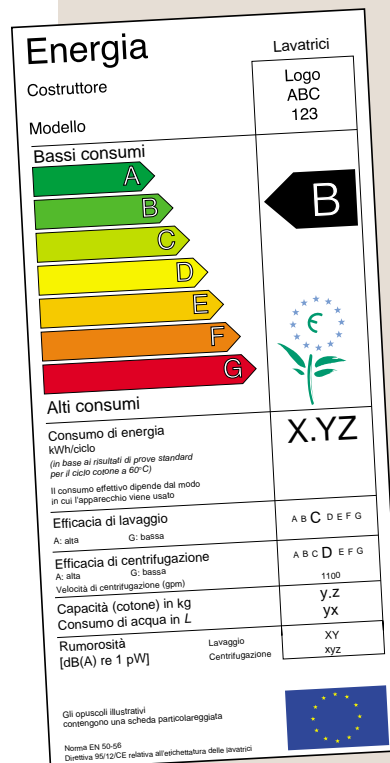 Energia
Lavatrici
Costruttore
Modello
Logo
ABC
123
Bassi consumi
A
B
C
D
E
F
G
B
Alti consumi
Consumo di energia
kWh/ciclo
X.YZ
(in base ai risultati di prove standard
per il ciclo cotone a 60°C)
Il consumo effettivo dipende dal modo
in cui l'apparecchio viene usato
Efficacia di lavaggio
A: alta G: bassa
A B C D E F G
Efficacia di centrifugazione
A: alta G: bassa
A B C D E F G
Velocità di centrifugazione (gpm) 1100
Capacità (cotone) in kg y.z
Consumo di acqua in L yx
Rumorosità Lavaggio XY
[dB(A) re 1 pW] Centrifugazione xyz
Gli opuscoli illustrativi
contengono una scheda particolareggiata
Norma EN 50-56
Direttiva 95/12/CE relativa all'etichettatura delle lavatrici